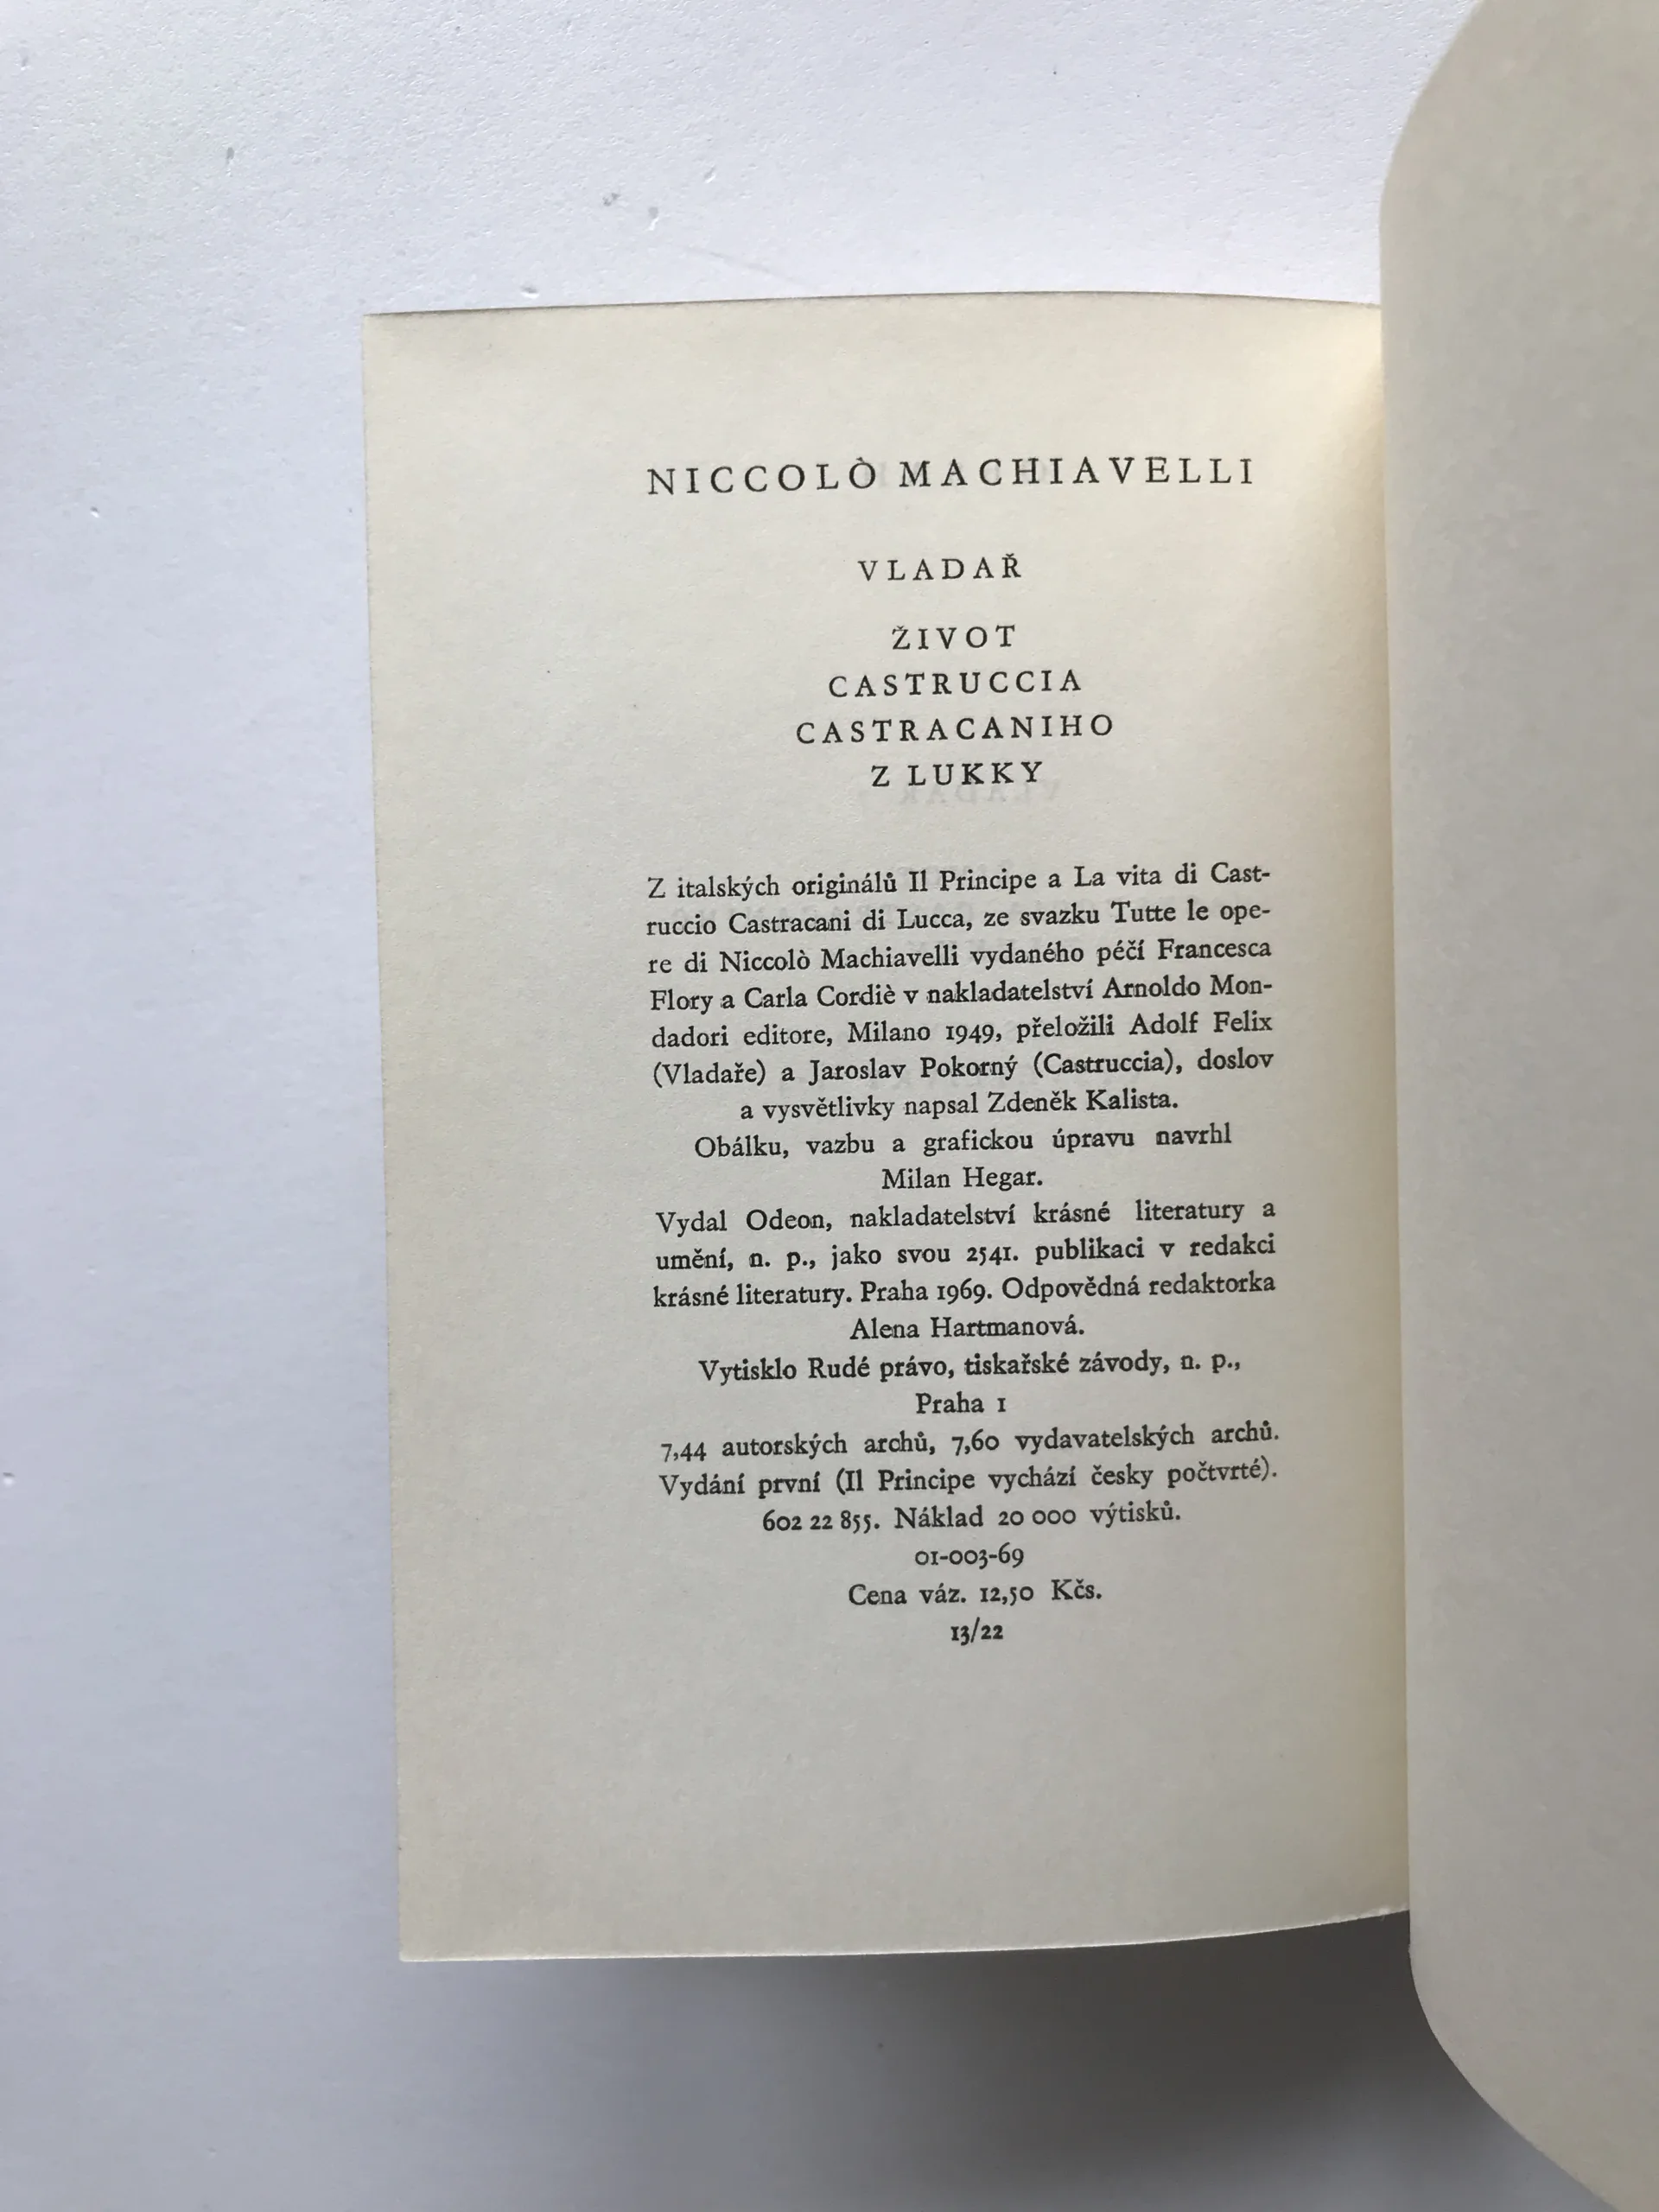 NICCOLÒ MACHIAVELLI
VLADAŘ
ŽIVOT
CASTRUCCIA
CASTRACANIHO
Z LUKKY
Z italských originálů Il Principe a La vita di Cast-
ruccio Castracani di Lucca, ze svazku Tutte le ope-
re di Niccolò Machiavelli vydaného péčí Francesca
Flory a Carla Cordiè v nakladatelství Arnoldo Mon-
dadori editore, Milano 1949, přeložili Adolf Felix
(Vladaře) a Jaroslav Pokorný (Castruccia), doslov
a vysvětlivky napsal Zdeněk Kalista.
Obálku, vazbu a grafickou úpravu navrhl
Milan Hegar.
Vydal Odeon, nakladatelství krásné literatury a
umění, n. p., jako svou 2541. publikaci v redakci
krásné literatury. Praha 1969. Odpovědná redaktorka
Alena Hartmanová.
Vytisklo Rudé právo, tiskařské závody, n. p.,
Praha 1
7,44 autorských archů, 7,60 vydavatelských archů.
Vydání první (Il Principe vychází česky počtvrté).
602 22 855. Náklad 20 000 výtisků.
01-003-69
Cena váz. 12,50 Kčs.
13/22